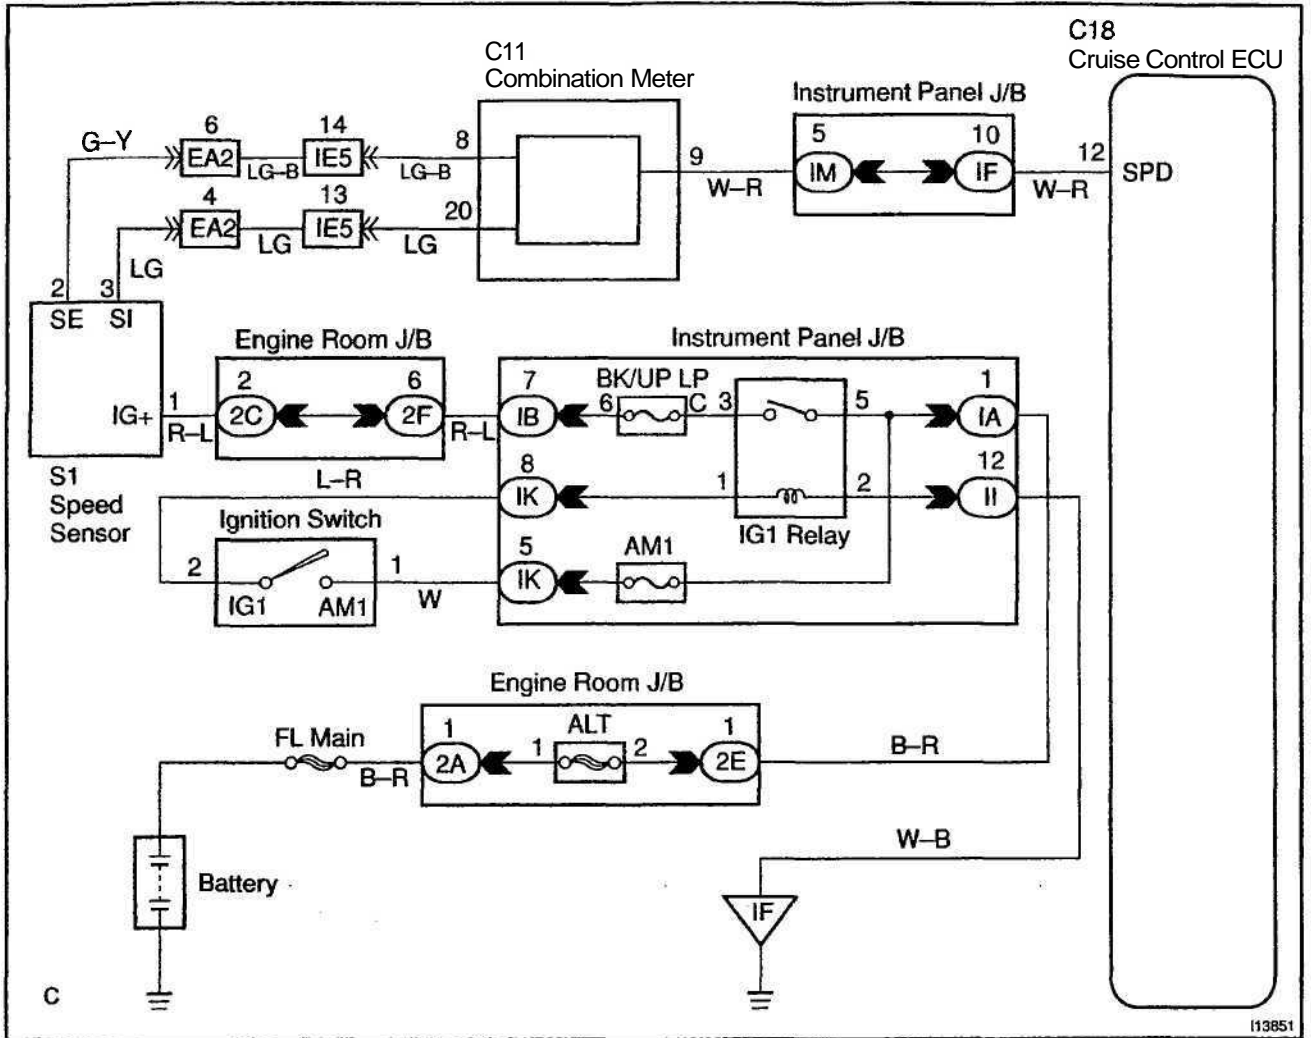 C18
Cruise Control ECU
C11
Combination Meter
Instrument Panel J/B
6 14 8 5 10
G–Y EA2 LG–B IE5 LG–B 9 W–R IM IF W–R 12 SPD
4 13 20
EA2 LG IE5 LG
LG
2 3
SE SI
Engine Room J/B Instrument Panel J/B
2 6 7 BK/UP LP 1
IG+ 1 R–L 2C 2F R–L IB 6 C 3 5 IA
S1
Speed
Sensor
L–R 8 12
IK 1 2 II
Ignition Switch IG1 Relay
5 AM1
2 IG1 AM1 1 W IK
Engine Room J/B
FL Main 1 ALT 1
B–R 2A 1 2 2E B–R
W–B
Battery
IF
C
I13851